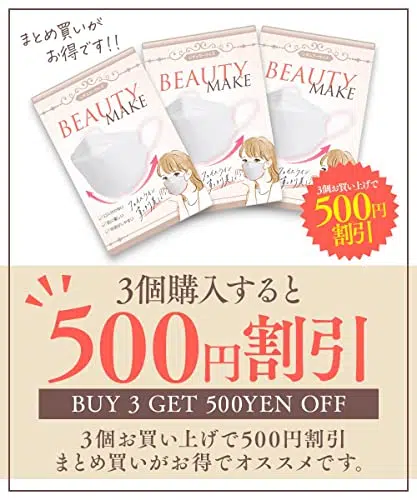 まとめ買いが
お得です!!
BEAUTY
MAKE
BEAUTY
MAKE
BEAUTY
MAKE
3個お買い上げで
500円
割引
3個購入すると
500円割引
BUY 3 GET 500YEN OFF
3個お買い上げで500円割引
まとめ買いがお得でオススメです。